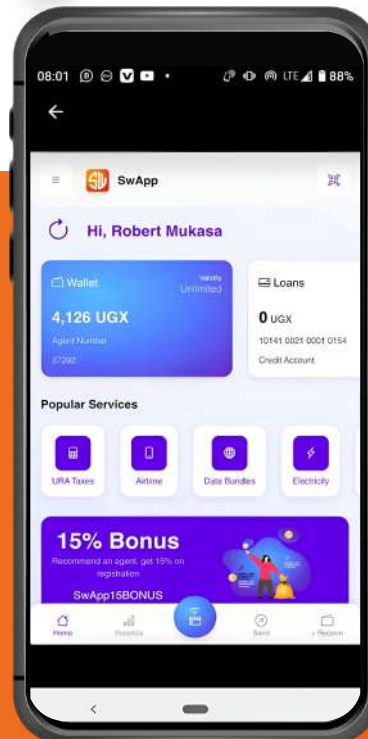 08:01
LTE
88%
SwApp
Hi, Robert Mukasa
Wallet
Validity
Unlimited
4,126 UGX
Agent Number
37292
Loans
0 UGX
10141 0021 0001 0154
Credit Account
Popular Services
URA Taxes
Airtime
Data Bundles
Electricity
15% Bonus
Recommend an agent, get 15% on
registration
SwApp15BONUS
Home
Statistics
Send
+ Receive